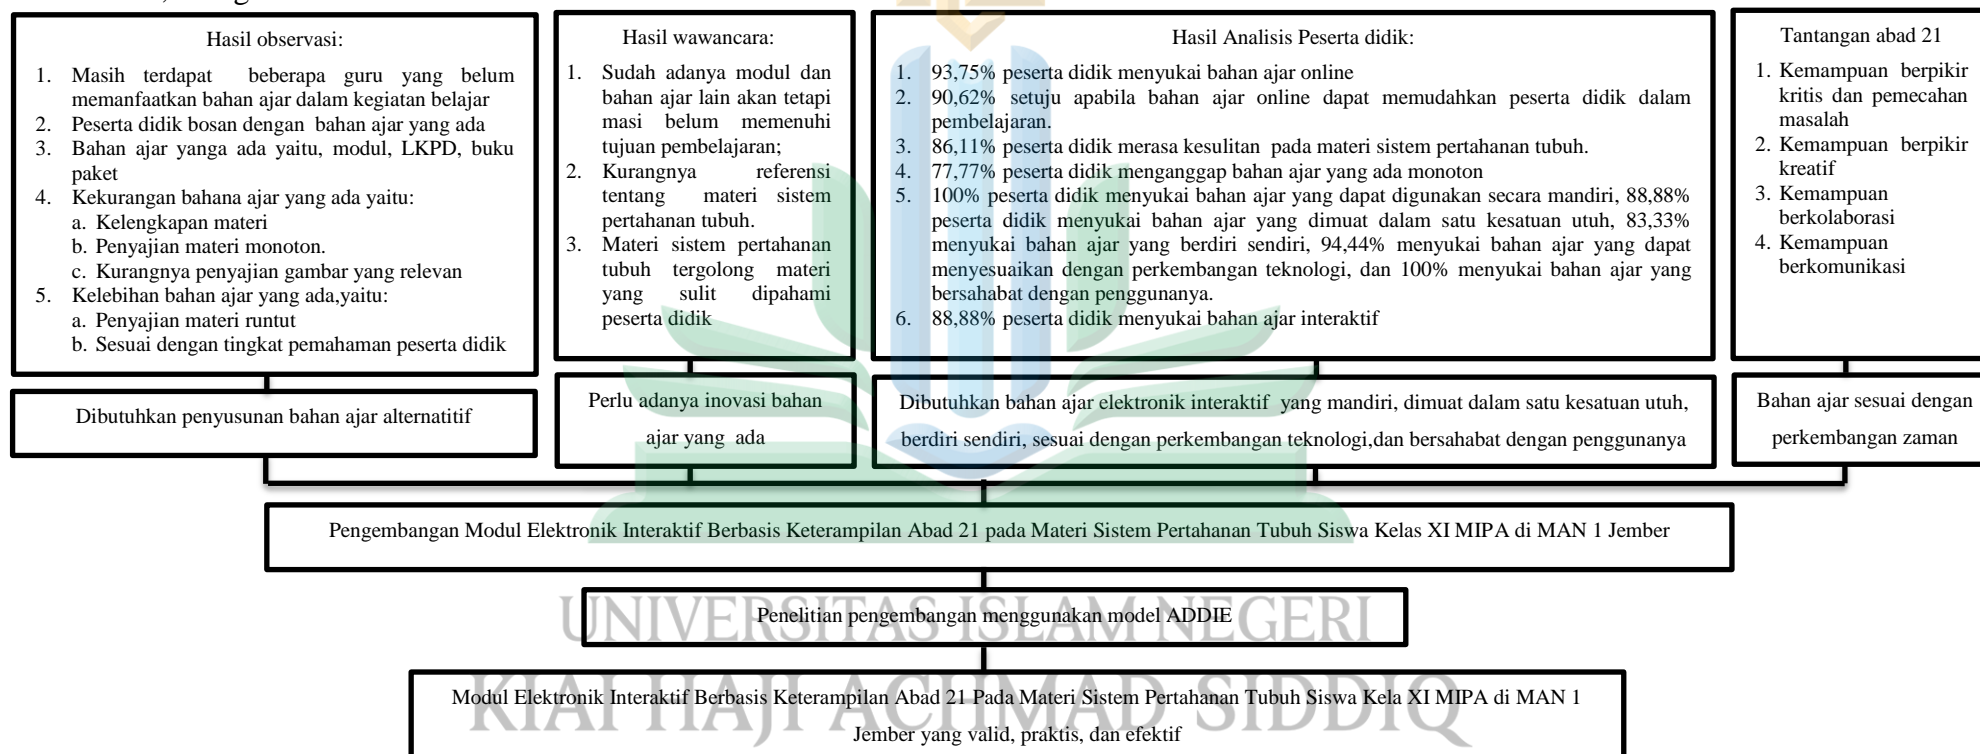 Hasil observasi:
1. Masih terdapat beberapa guru yang belum
memanfaatkan bahan ajar dalam kegiatan belajar
2. Peserta didik bosan dengan bahan ajar yang ada
3. Bahan ajar yanga ada yaitu, modul, LKPD, buku
paket
4. Kekurangan bahana ajar yang ada yaitu:
a. Kelengkapan materi
b. Penyajian materi monoton.
c. Kurangnya penyajian gambar yang relevan
5. Kelebihan bahan ajar yang ada,yaitu:
a. Penyajian materi runtut
b. Sesuai dengan tingkat pemahaman peserta didik
Hasil wawancara:
1. Sudah adanya modul dan
bahan ajar lain akan tetapi
masi belum memenuhi
tujuan pembelajaran;
2. Kurangnya referensi
tentang materi sistem
pertahanan tubuh.
3. Materi sistem pertahanan
tubuh tergolong materi
yang sulit dipahami
peserta didik
Hasil Analisis Peserta didik:
1. 93,75% peserta didik menyukai bahan ajar online
2. 90,62% setuju apabila bahan ajar online dapat memudahkan peserta didik dalam
pembelajaran.
3. 86,11% peserta didik merasa kesulitan pada materi sistem pertahanan tubuh.
4. 77,77% peserta didik menganggap bahan ajar yang ada monoton
5. 100% peserta didik menyukai bahan ajar yang dapat digunakan secara mandiri, 88,88%
peserta didik menyukai bahan ajar yang dimuat dalam satu kesatuan utuh, 83,33%
menyukai bahan ajar yang berdiri sendiri, 94,44% menyukai bahan ajar yang dapat
menyesuaikan dengan perkembangan teknologi, dan 100% menyukai bahan ajar yang
bersahabat dengan penggunanya.
6. 88,88% peserta didik menyukai bahan ajar interaktif
Tantangan abad 21
1. Kemampuan berpikir
kritis dan pemecahan
masalah
2. Kemampuan berpikir
kreatif
3. Kemampuan
berkolaborasi
4. Kemampuan
berkomunikasi
Dibutuhkan penyusunan bahan ajar alternatitif
Perlu adanya inovasi bahan
ajar yang ada
Dibutuhkan bahan ajar elektronik interaktif yang mandiri, dimuat dalam satu kesatuan utuh,
berdiri sendiri, sesuai dengan perkembangan teknologi,dan bersahabat dengan penggunanya
Bahan ajar sesuai dengan
perkembangan zaman
Pengembangan Modul Elektronik Interaktif Berbasis Keterampilan Abad 21 pada Materi Sistem Pertahanan Tubuh Siswa Kelas XI MIPA di MAN 1 Jember
UNIVERSITAS ISLAM NEGERI
Penelitian pengembangan menggunakan model ADDIE
KIAI HAJI ACHMAD SIDDIQ
Modul Elektronik Interaktif Berbasis Keterampilan Abad 21 Pada Materi Sistem Pertahanan Tubuh Siswa Kela XI MIPA di MAN 1
Jember yang valid, praktis, dan efektif